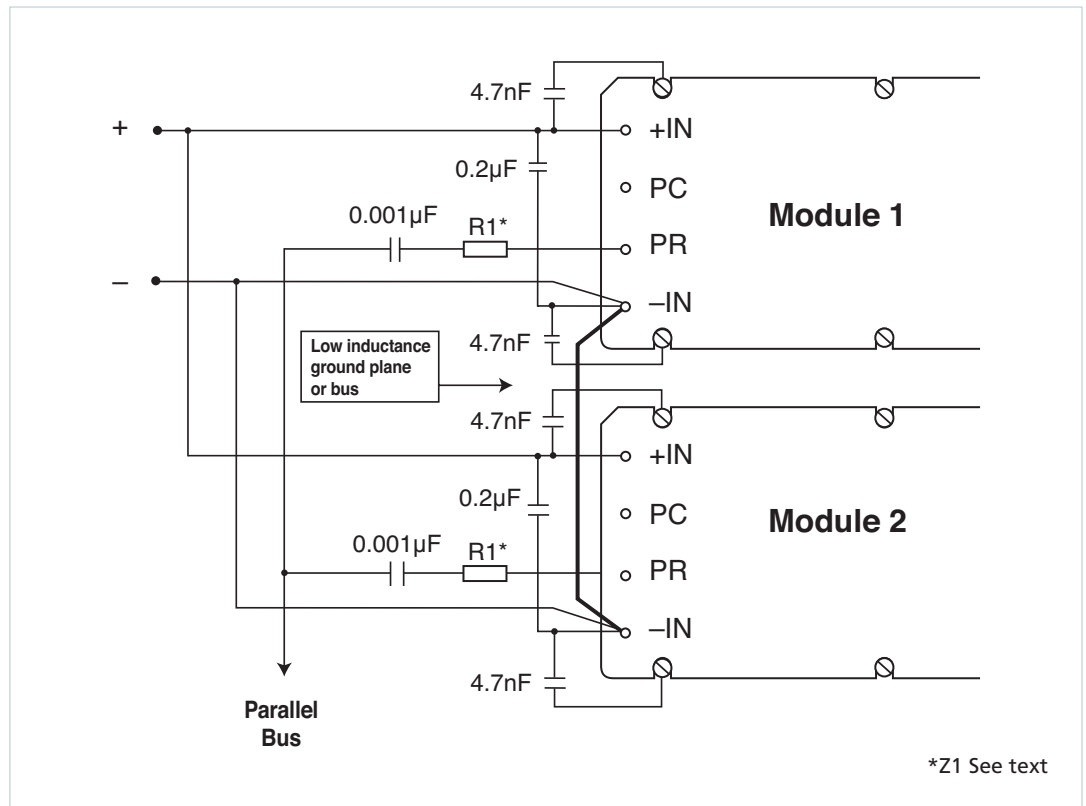 4.7nF
+
+IN
0.2µF
PC
Module 1
0.001µF
R1*
PR
–
–IN
4.7nF
Low inductance
ground plane
or bus
4.7nF
+IN
0.2µF
PC
Module 2
0.001µF
R1*
PR
–IN
4.7nF
Parallel
Bus
*Z1 See text